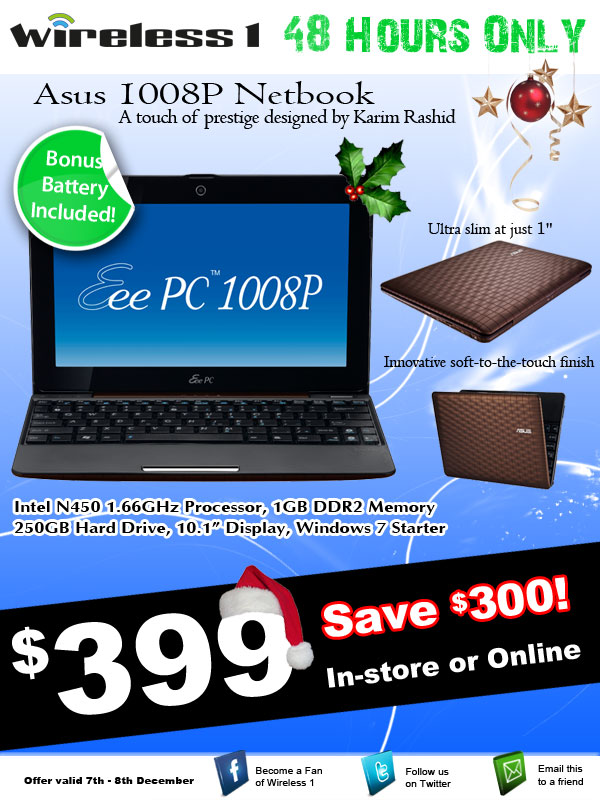 wireless 1
48 Hours Only
Asus 1008P Netbook
A touch of prestige designed by Karim Rashid
Bonus
Battery
Included!
Eee PC™ 1008P
Eee PC
Ultra slim at just 1"
Innovative soft-to-the-touch finish
ASUS
Intel N450 1.66GHz Processor, 1GB DDR2 Memory
250GB Hard Drive, 10.1” Display, Windows 7 Starter
$399
Save $300!
In-store or Online
Offer valid 7th - 8th December
Become a Fan
of Wireless 1
Follow us
on Twitter
Email this
to a friend